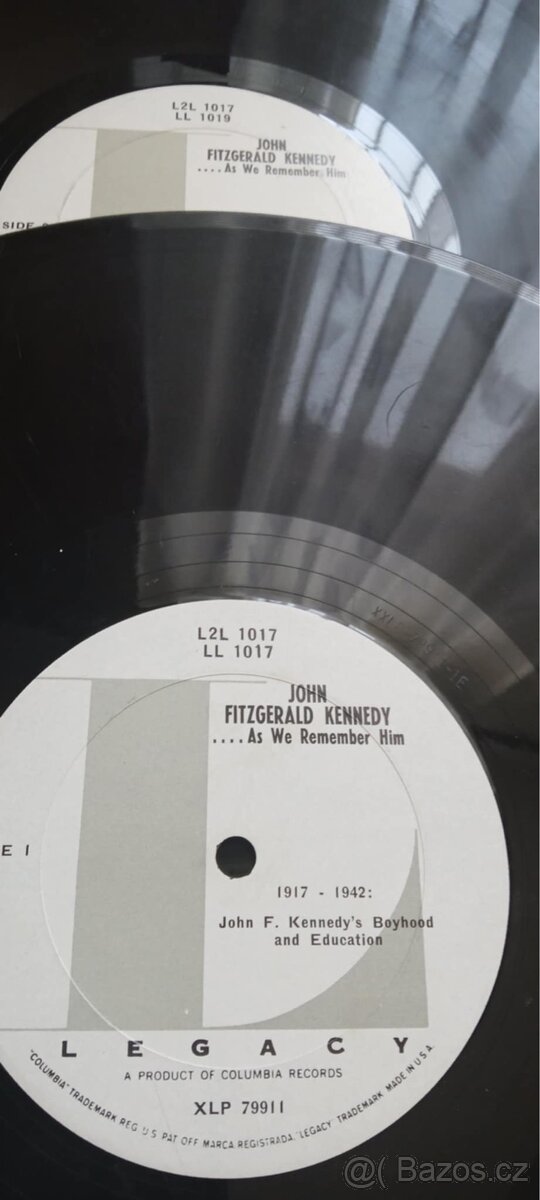 L2L 1017
LL 1019
JOHN
FITZGERALD KENNEDY
....As We Remember Him
SIDE
L2L 1017
LL 1017
JOHN
FITZGERALD KENNEDY
....As We Remember Him
E 1
1917 - 1942:
John F. Kennedy's Boyhood
and Education
LEGACY
A PRODUCT OF COLUMBIA RECORDS
XLP 79911
"COLUMBIA" TRADEMARK REG. U.S. PAT. OFF. MARCA REGISTRADA. "LEGACY" TRADEMARK MADE IN U.S.A.
@( Bazos.cz